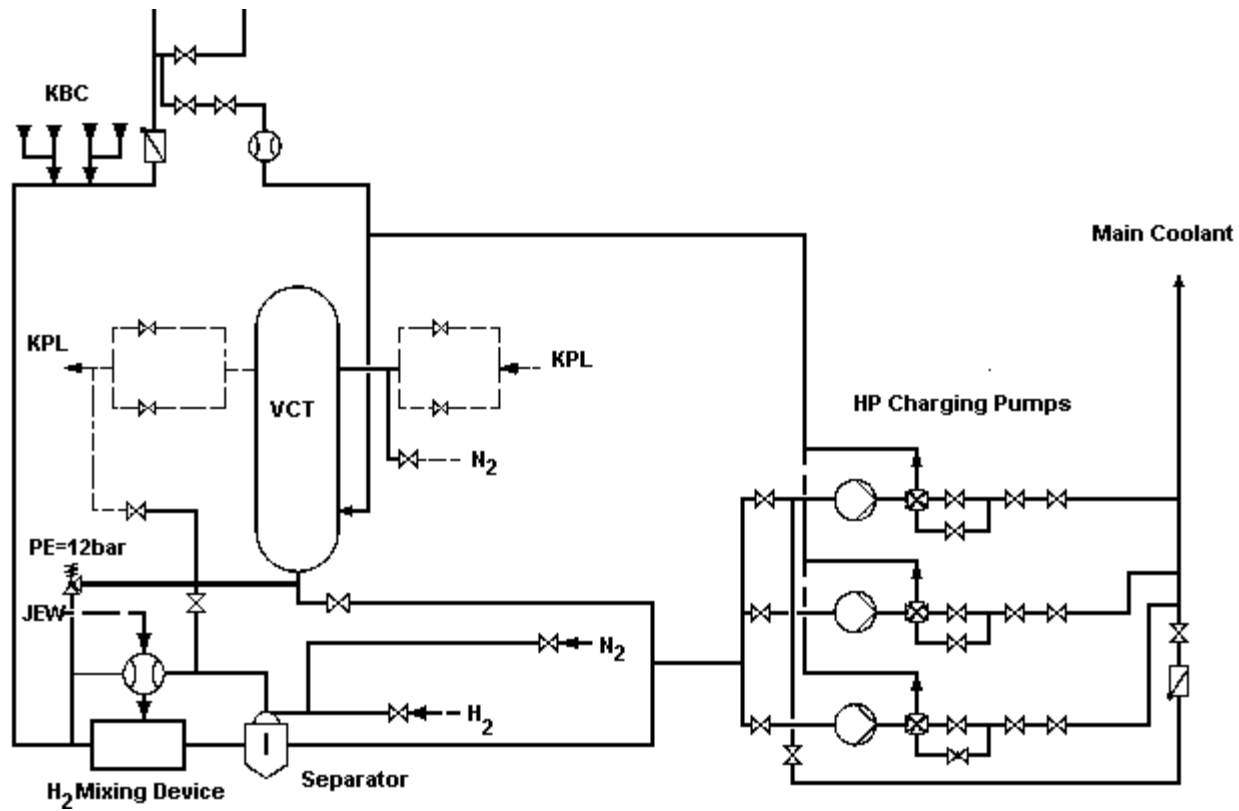 KBC
Main Coolant
KPL
KPL
VCT
HP Charging Pumps
N2
PE=12bar
JEW
N2
H2
I
Separator
H2 Mixing Device